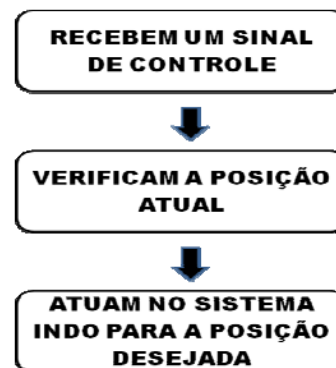 RECEBEM UM SINAL
DE CONTROLE
VERIFICAM A POSIÇÃO
ATUAL
ATUAM NO SISTEMA
INDO PARA A POSIÇÃO
DESEJADA